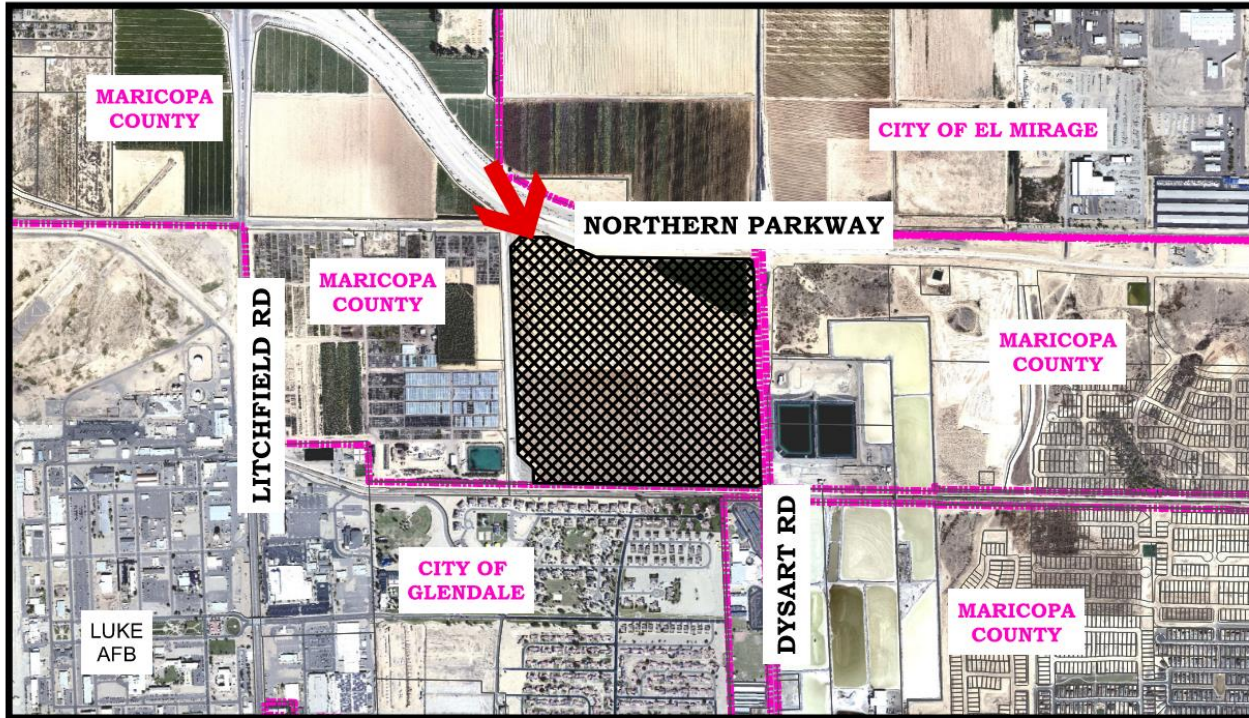 MARICOPA
COUNTY
CITY OF EL MIRAGE
NORTHERN PARKWAY
MARICOPA
COUNTY
LITCHFIELD RD
MARICOPA
COUNTY
CITY OF
GLENDALE
DYSART RD
MARICOPA
COUNTY
LUKE
AFB